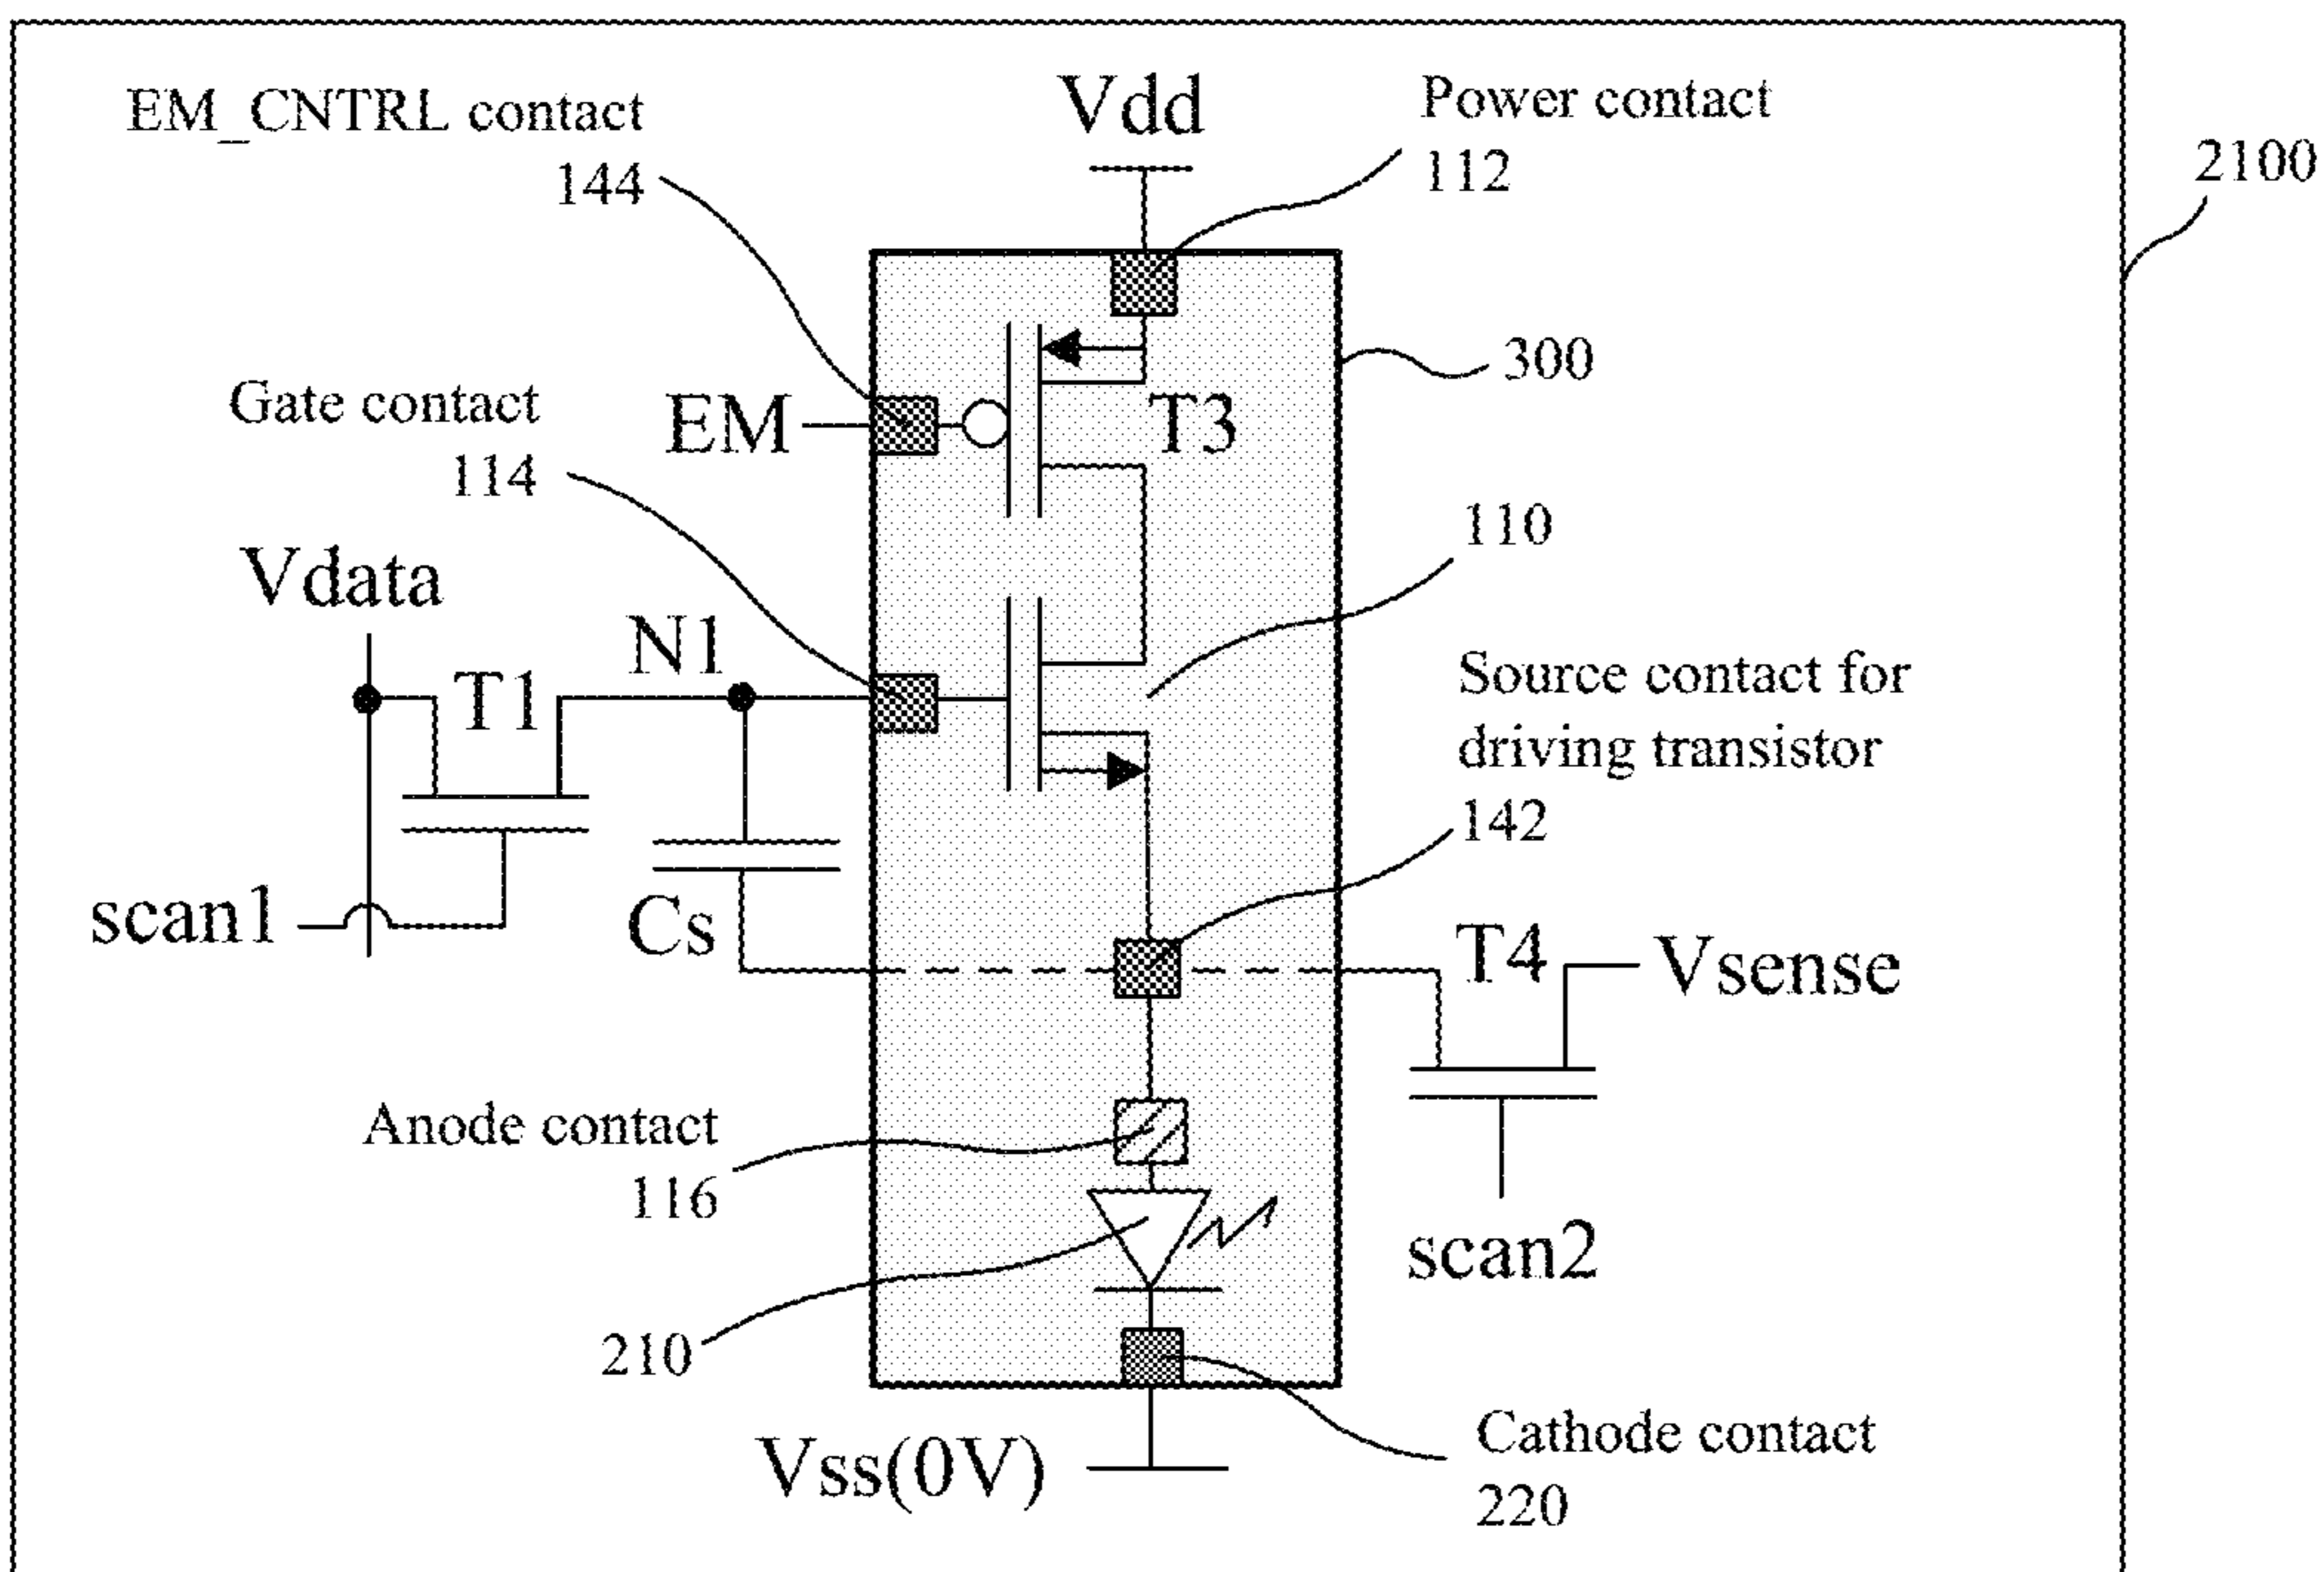 EM_CNTRL contact
144
Vdd
Power contact
112
2100
300
Gate contact
114
EM
T3
110
Vdata
N1
T1
Source contact for
driving transistor
142
scan1
Cs
T4
Vsense
Anode contact
116
scan2
210
Vss(0V)
Cathode contact
220